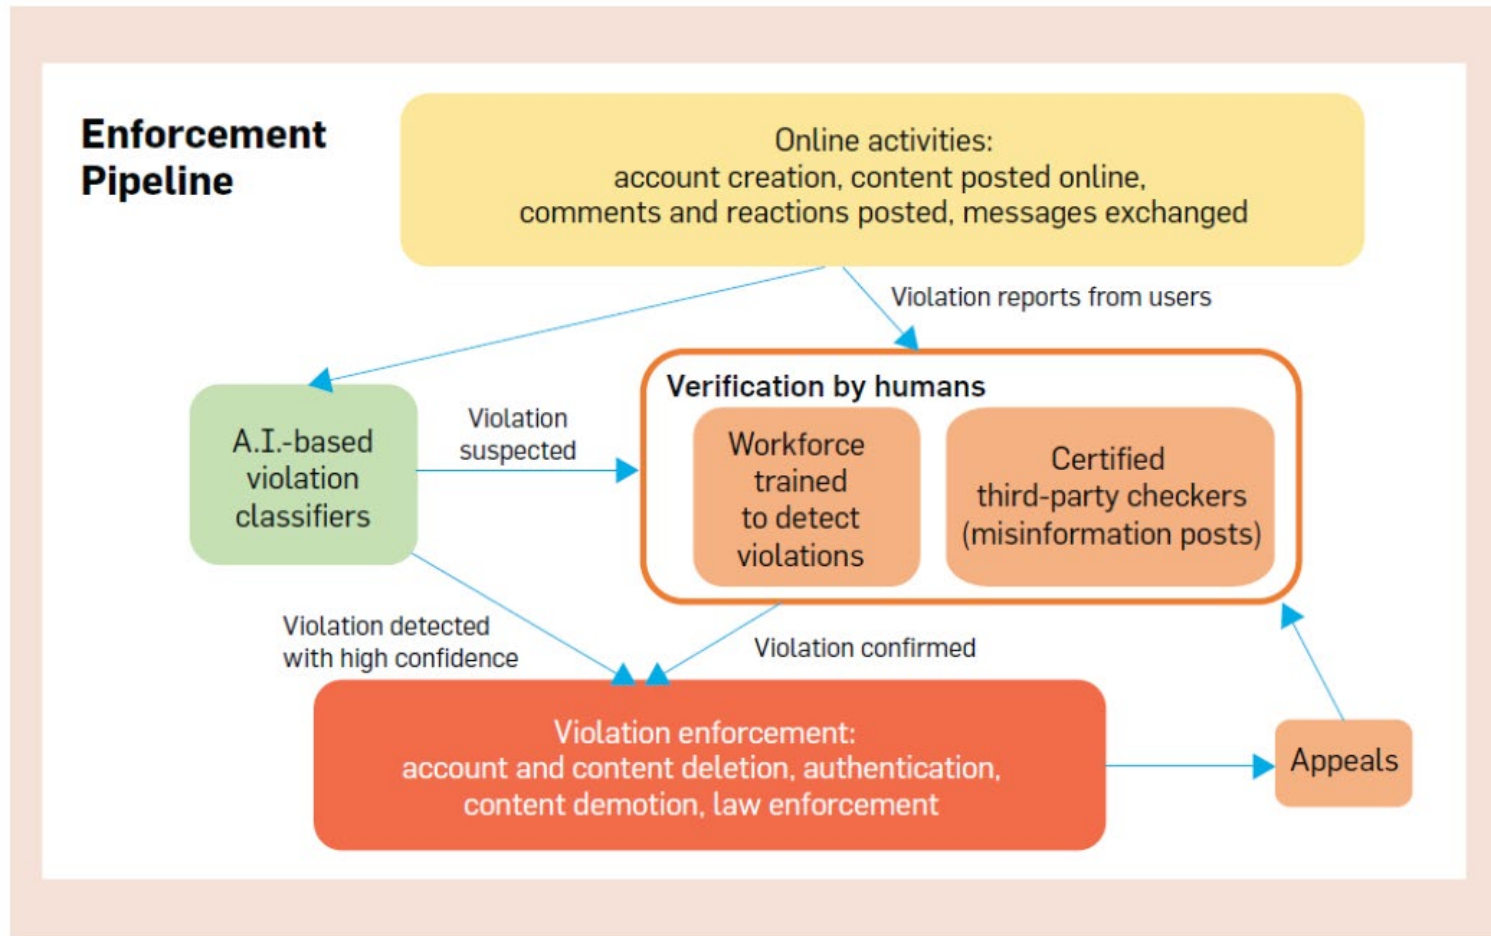 Enforcement
Pipeline
Online activities:
account creation, content posted online,
comments and reactions posted, messages exchanged
Violation reports from users
Verification by humans
A.I.-based
violation
classifiers
Violation
suspected
Workforce
trained
to detect
violations
Certified
third-party checkers
(misinformation posts)
Violation detected
with high confidence
Violation confirmed
Violation enforcement:
account and content deletion, authentication,
content demotion, law enforcement
Appeals